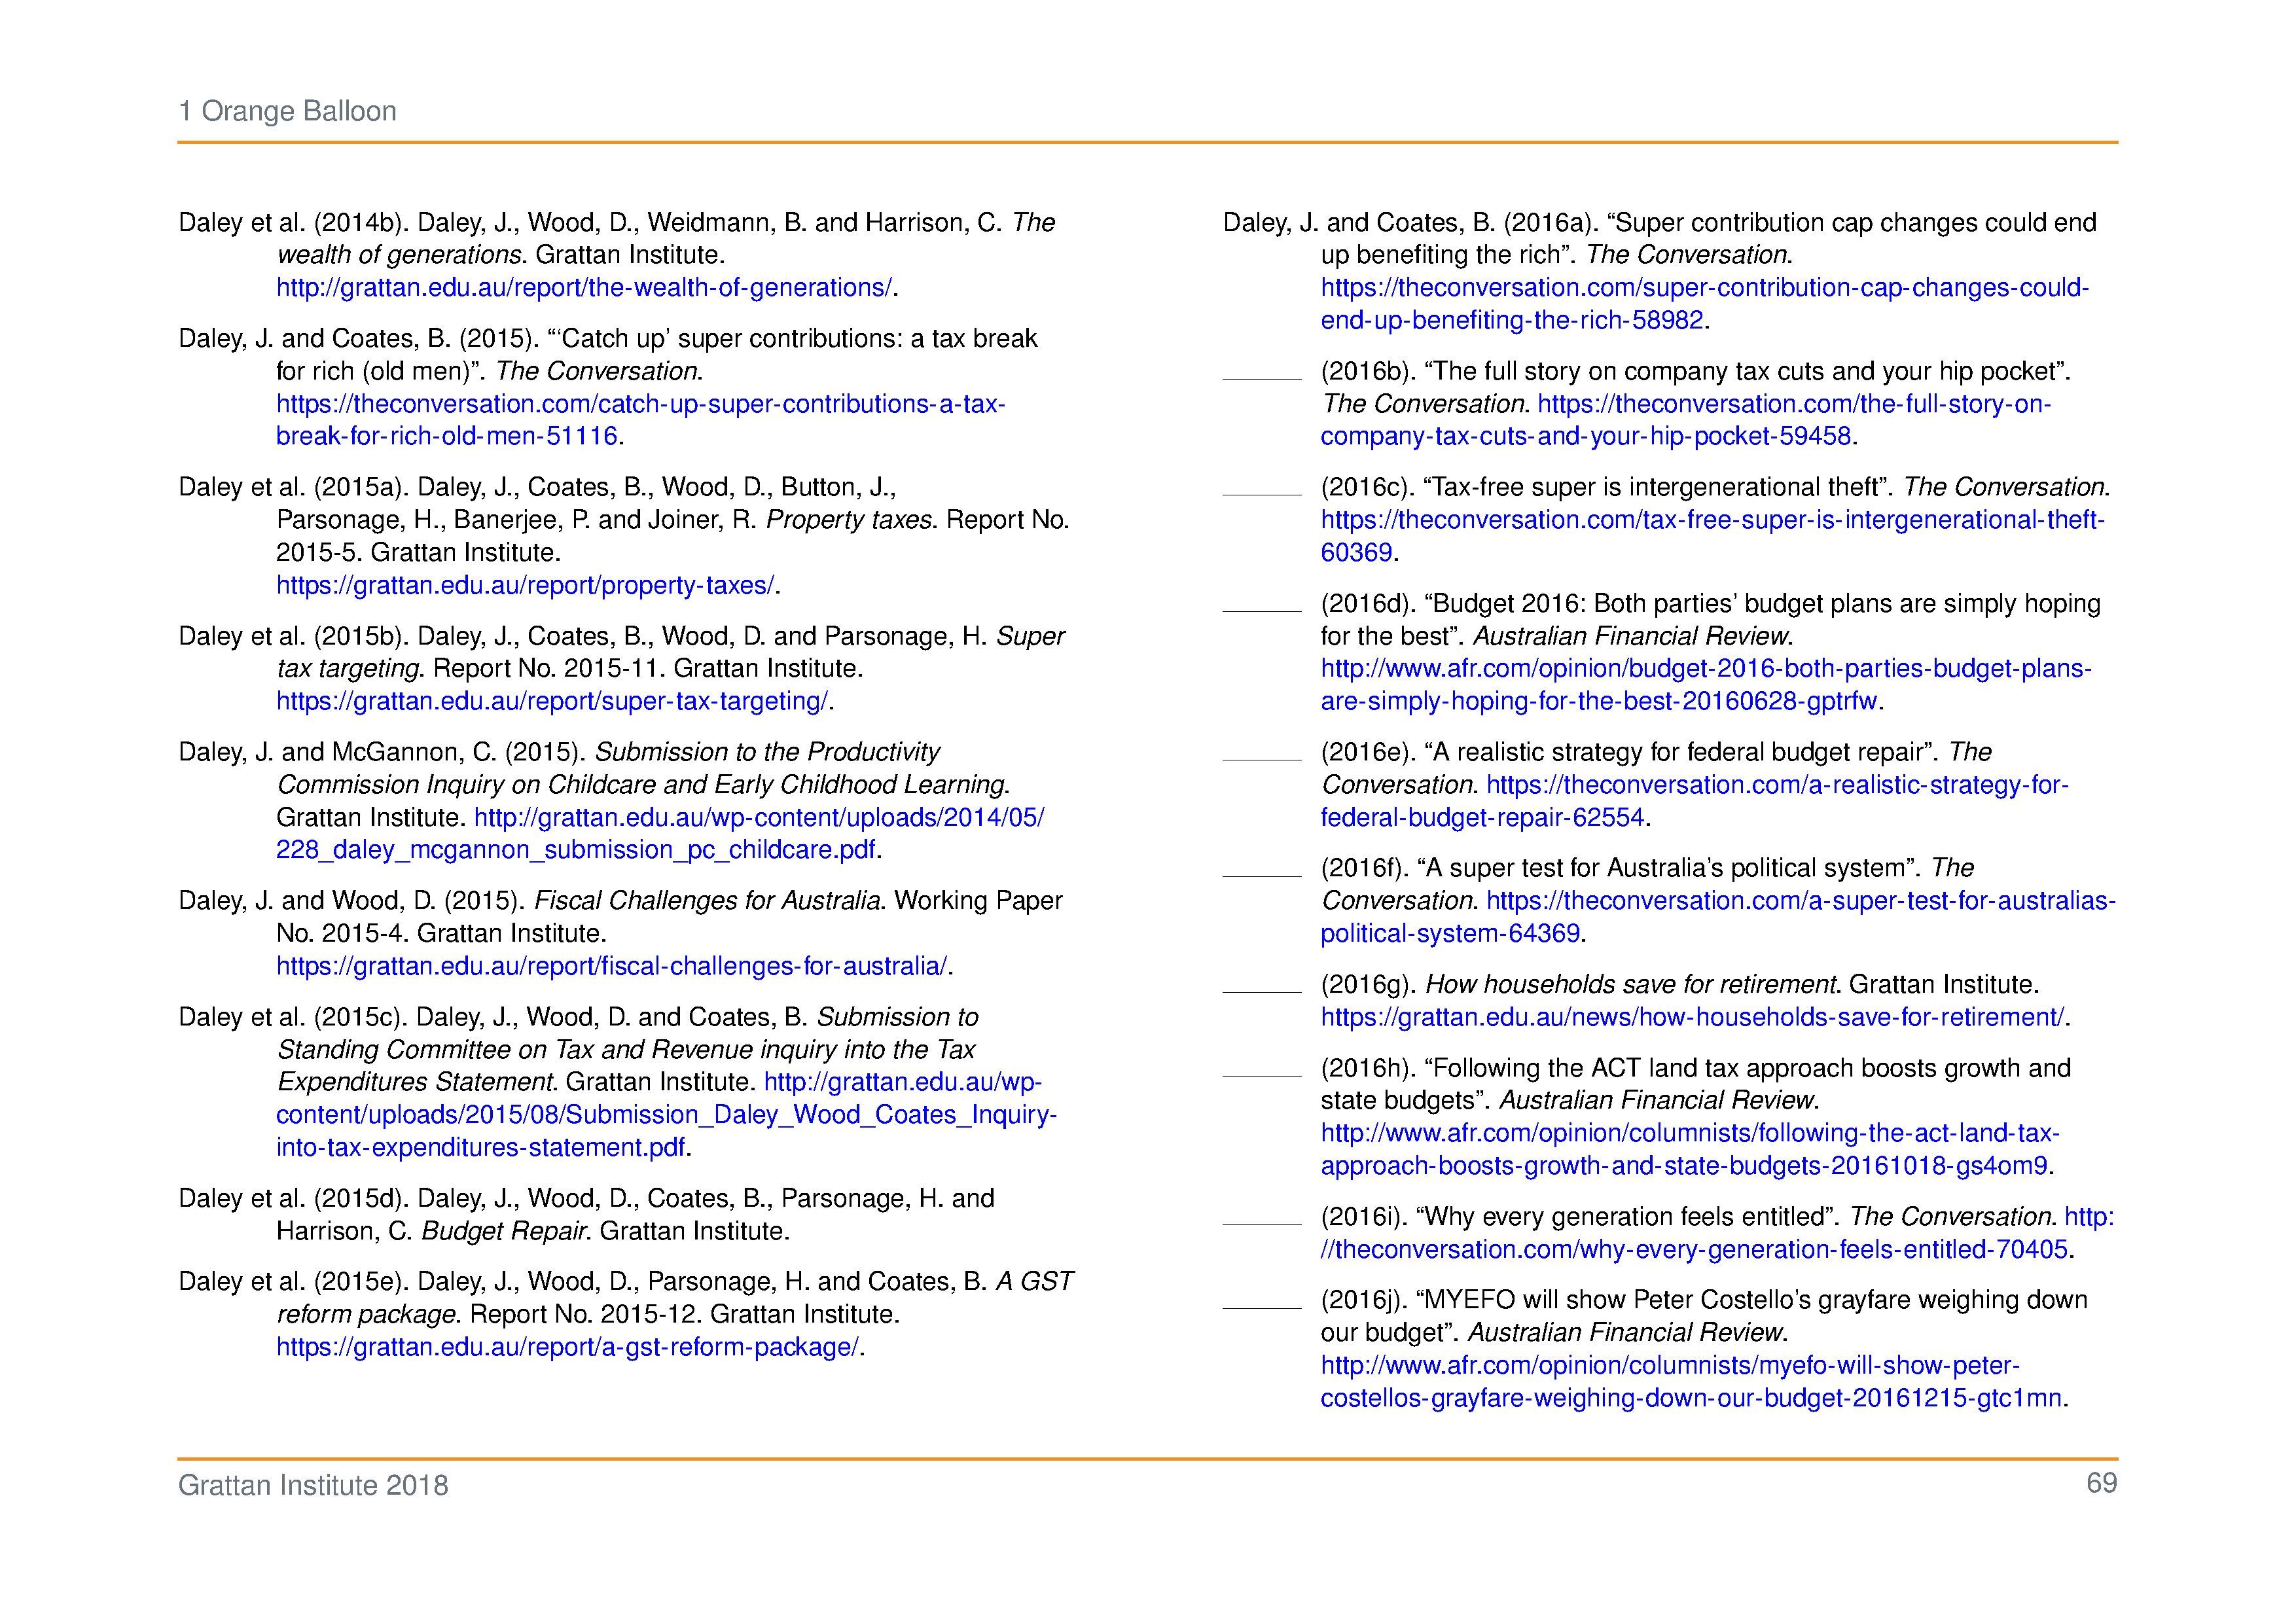 1 Orange Balloon
Daley et al. (2014b). Daley, J., Wood, D., Weidmann, B. and Harrison, C. The
wealth of generations. Grattan Institute.
http://grattan.edu.au/report/the-wealth-of-generations/.
Daley, J. and Coates, B. (2015). “‘Catch up’ super contributions: a tax break
for rich (old men)”. The Conversation.
https://theconversation.com/catch-up-super-contributions-a-tax-
break-for-rich-old-men-51116.
Daley et al. (2015a). Daley, J., Coates, B., Wood, D., Button, J.,
Parsonage, H., Banerjee, P. and Joiner, R. Property taxes. Report No.
2015-5. Grattan Institute.
https://grattan.edu.au/report/property-taxes/.
Daley et al. (2015b). Daley, J., Coates, B., Wood, D. and Parsonage, H. Super
tax targeting. Report No. 2015-11. Grattan Institute.
https://grattan.edu.au/report/super-tax-targeting/.
Daley, J. and McGannon, C. (2015). Submission to the Productivity
Commission Inquiry on Childcare and Early Childhood Learning.
Grattan Institute. http://grattan.edu.au/wp-content/uploads/2014/05/
228_daley_mcgannon_submission_pc_childcare.pdf.
Daley, J. and Wood, D. (2015). Fiscal Challenges for Australia. Working Paper
No. 2015-4. Grattan Institute.
https://grattan.edu.au/report/fiscal-challenges-for-australia/.
Daley et al. (2015c). Daley, J., Wood, D. and Coates, B. Submission to
Standing Committee on Tax and Revenue inquiry into the Tax
Expenditures Statement. Grattan Institute. http://grattan.edu.au/wp-
content/uploads/2015/08/Submission_Daley_Wood_Coates_Inquiry-
into-tax-expenditures-statement.pdf.
Daley et al. (2015d). Daley, J., Wood, D., Coates, B., Parsonage, H. and
Harrison, C. Budget Repair. Grattan Institute.
Daley et al. (2015e). Daley, J., Wood, D., Parsonage, H. and Coates, B. A GST
reform package. Report No. 2015-12. Grattan Institute.
https://grattan.edu.au/report/a-gst-reform-package/.
Daley, J. and Coates, B. (2016a). “Super contribution cap changes could end
up benefiting the rich”. The Conversation.
https://theconversation.com/super-contribution-cap-changes-could-
end-up-benefiting-the-rich-58982.
______ (2016b). “The full story on company tax cuts and your hip pocket”.
The Conversation. https://theconversation.com/the-full-story-on-
company-tax-cuts-and-your-hip-pocket-59458.
______ (2016c). “Tax-free super is intergenerational theft”. The Conversation.
https://theconversation.com/tax-free-super-is-intergenerational-theft-
60369.
______ (2016d). “Budget 2016: Both parties’ budget plans are simply hoping
for the best”. Australian Financial Review.
http://www.afr.com/opinion/budget-2016-both-parties-budget-plans-
are-simply-hoping-for-the-best-20160628-gptrfw.
______ (2016e). “A realistic strategy for federal budget repair”. The
Conversation. https://theconversation.com/a-realistic-strategy-for-
federal-budget-repair-62554.
______ (2016f). “A super test for Australia’s political system”. The
Conversation. https://theconversation.com/a-super-test-for-australias-
political-system-64369.
______ (2016g). How households save for retirement. Grattan Institute.
https://grattan.edu.au/news/how-households-save-for-retirement/.
______ (2016h). “Following the ACT land tax approach boosts growth and
state budgets”. Australian Financial Review.
http://www.afr.com/opinion/columnists/following-the-act-land-tax-
approach-boosts-growth-and-state-budgets-20161018-gs4om9.
______ (2016i). “Why every generation feels entitled”. The Conversation. http:
//theconversation.com/why-every-generation-feels-entitled-70405.
______ (2016j). “MYEFO will show Peter Costello’s grayfare weighing down
our budget”. Australian Financial Review.
http://www.afr.com/opinion/columnists/myefo-will-show-peter-
costellos-grayfare-weighing-down-our-budget-20161215-gtc1mn.
Grattan Institute 2018
69